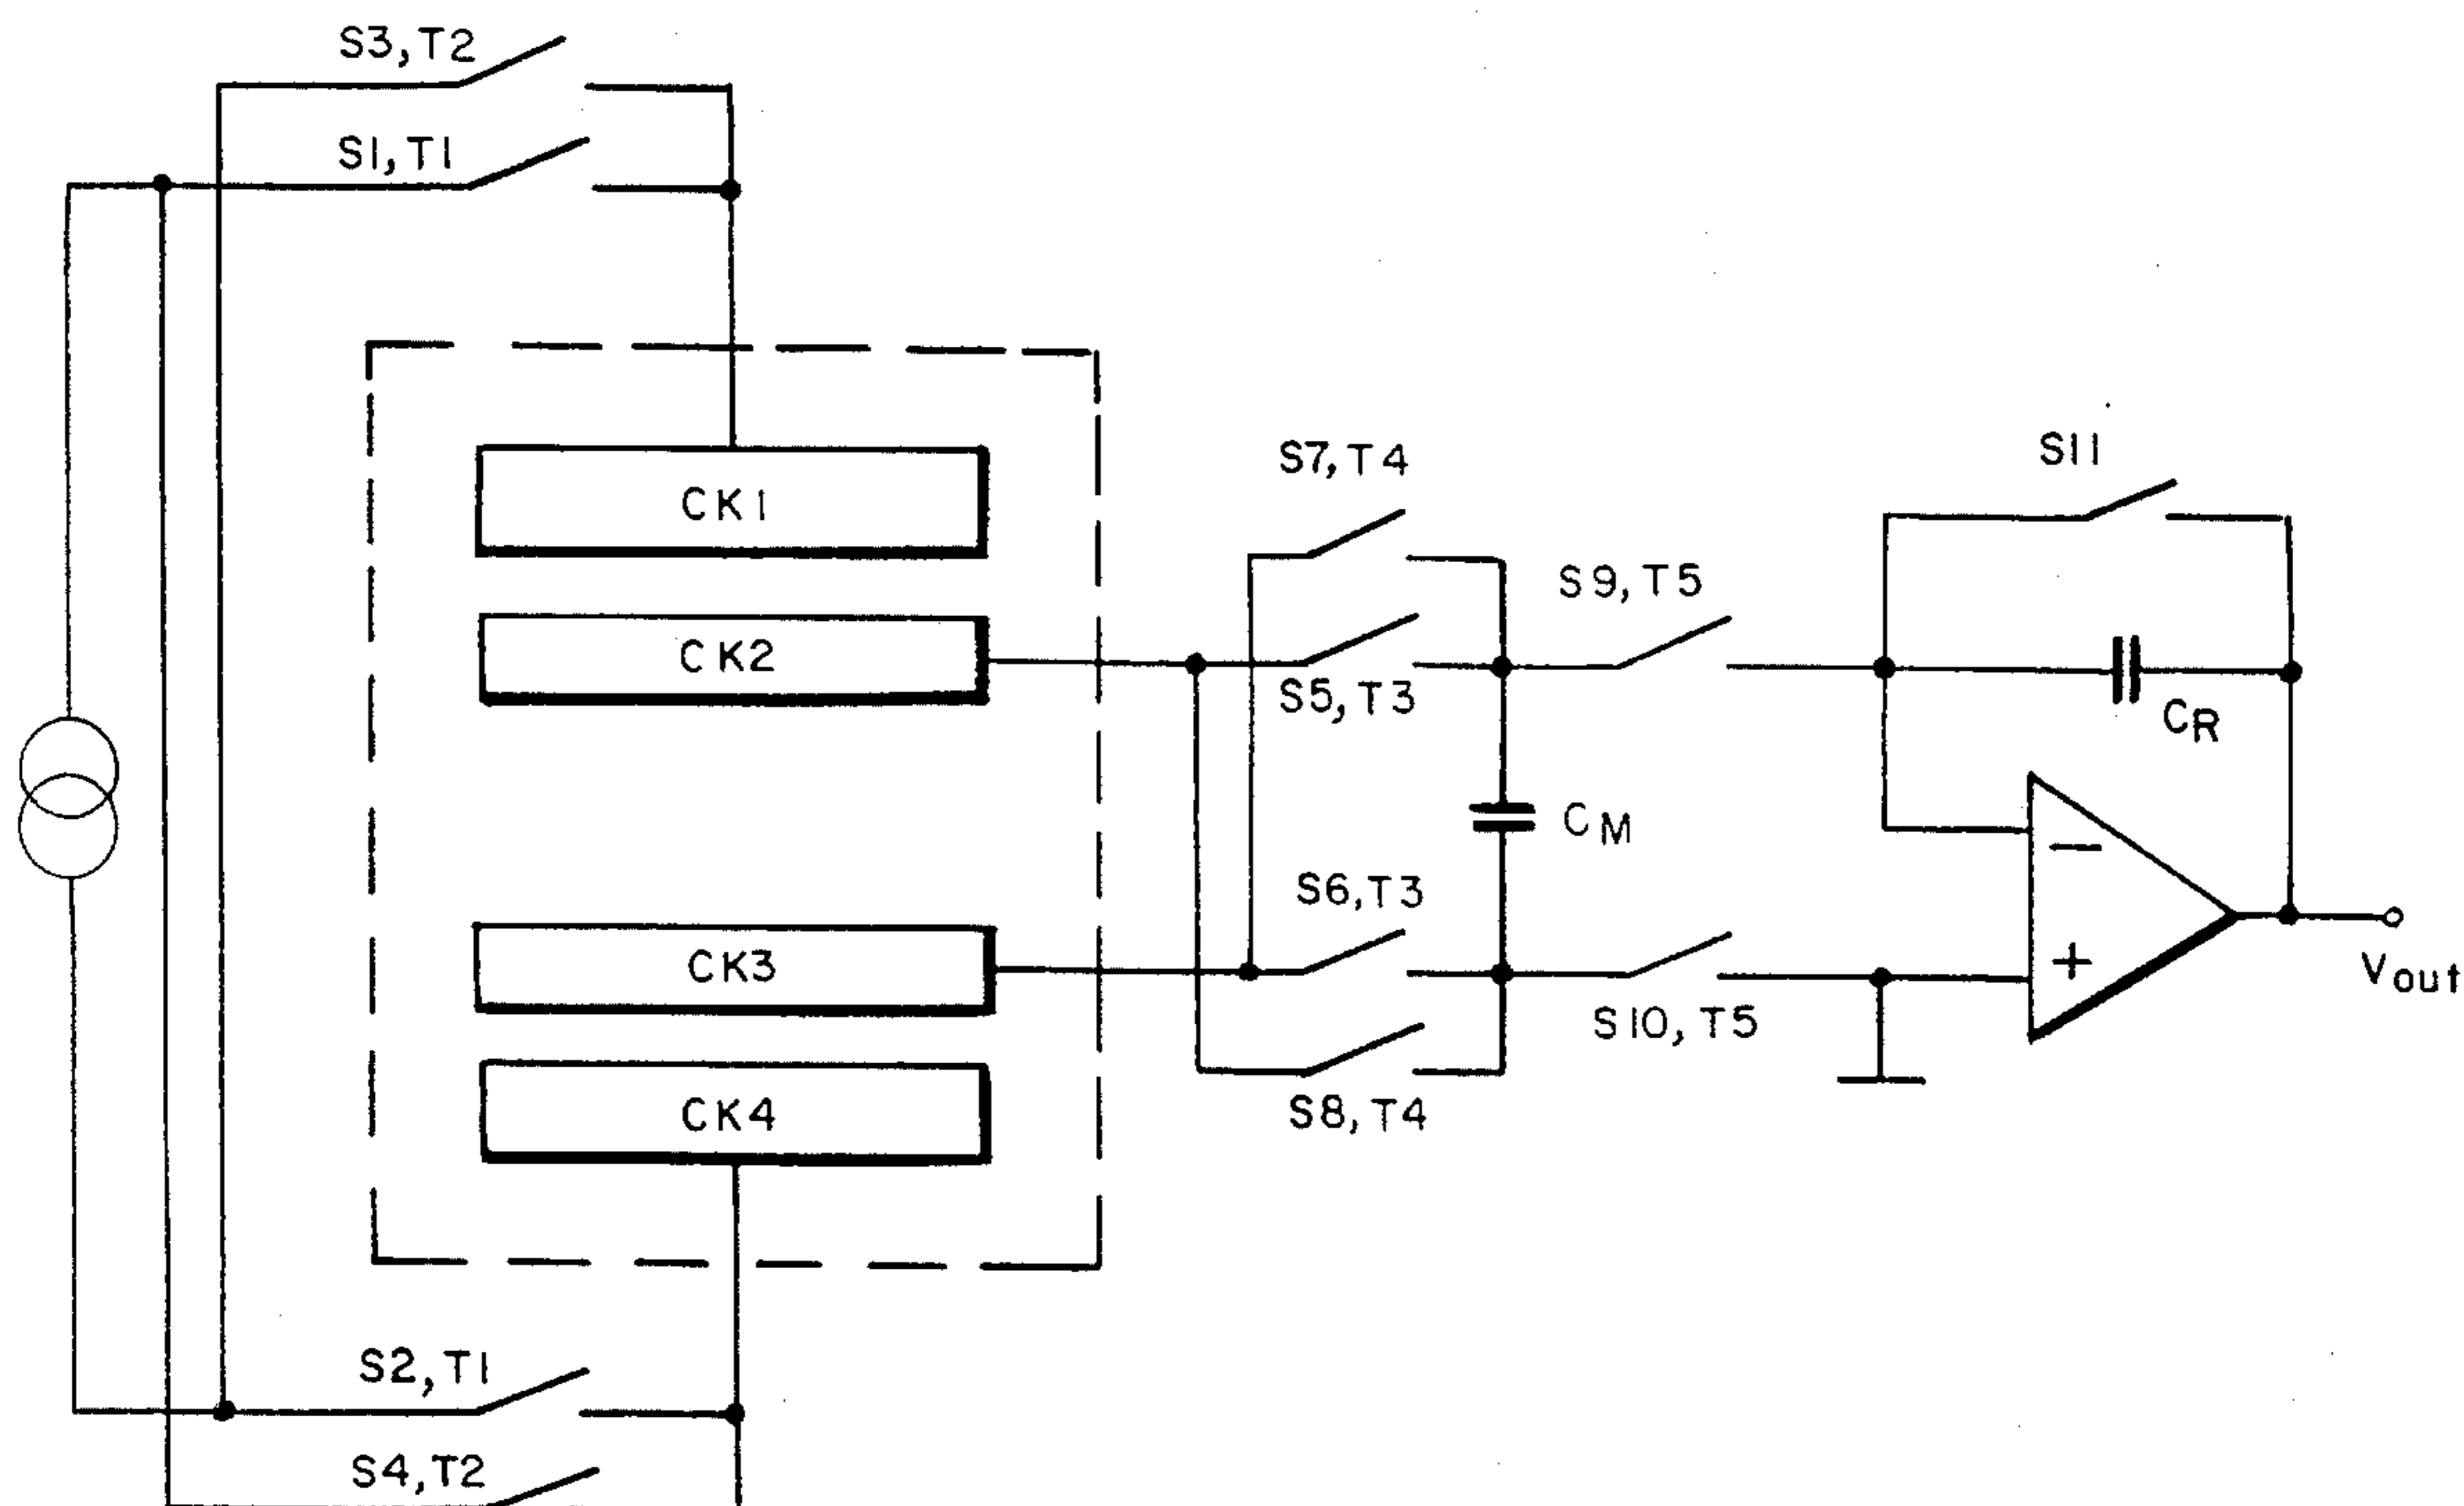 S3,T2
S1,T1
CK1
CK2
CK3
CK4
S7,T4
S5,T3
S9,T5
S11
CR
CM
S6,T3
S10,T5
S8,T4
−
+
Vout
S2,T1
S4,T2